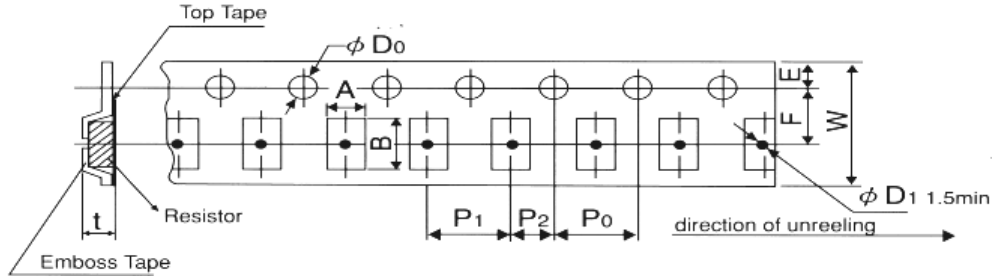 Top Tape
φ D0
A
B
E
F
W
t
Resistor
P1
P2
P0
φ D1 1.5min
direction of unreeling
Emboss Tape